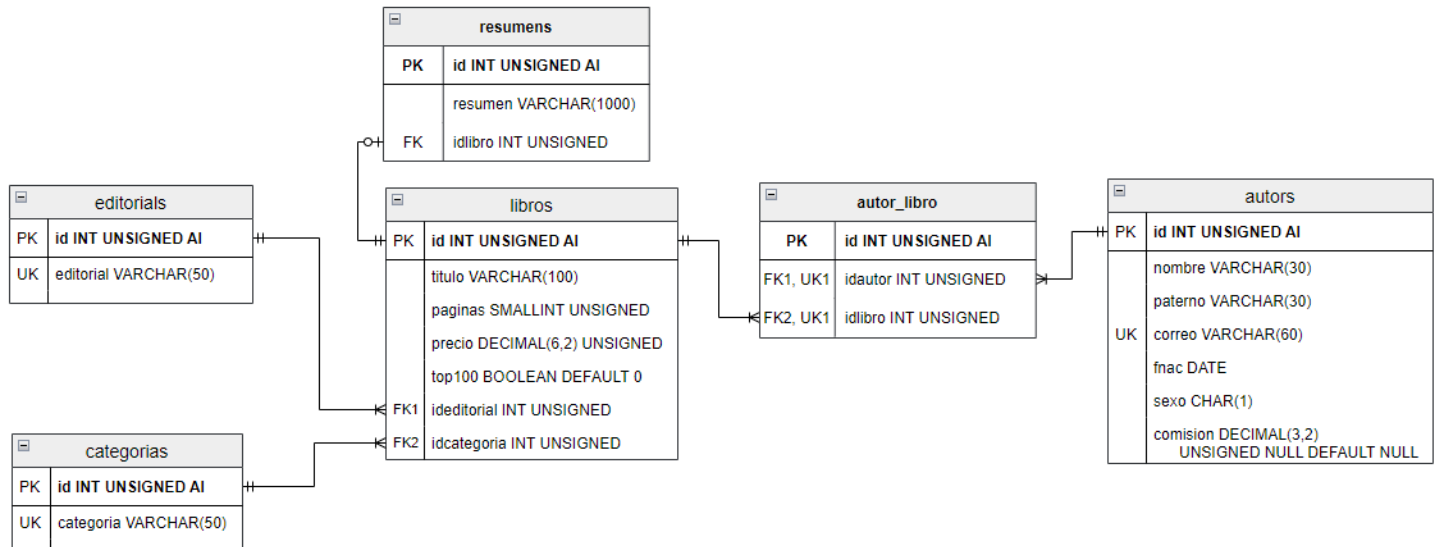 resumens
PK id INT UNSIGNED AI
resumen VARCHAR(1000)
FK idlibro INT UNSIGNED
editorials
PK id INT UNSIGNED AI
UK editorial VARCHAR(50)
libros
PK id INT UNSIGNED AI
titulo VARCHAR(100)
paginas SMALLINT UNSIGNED
precio DECIMAL(6,2) UNSIGNED
top100 BOOLEAN DEFAULT 0
FK1 ideditorial INT UNSIGNED
FK2 idcategoria INT UNSIGNED
autor_libro
PK id INT UNSIGNED AI
FK1, UK1 idautor INT UNSIGNED
FK2, UK1 idlibro INT UNSIGNED
autors
PK id INT UNSIGNED AI
nombre VARCHAR(30)
paterno VARCHAR(30)
UK correo VARCHAR(60)
fnac DATE
sexo CHAR(1)
comision DECIMAL(3,2)
UNSIGNED NULL DEFAULT NULL
categorias
PK id INT UNSIGNED AI
UK categoria VARCHAR(50)